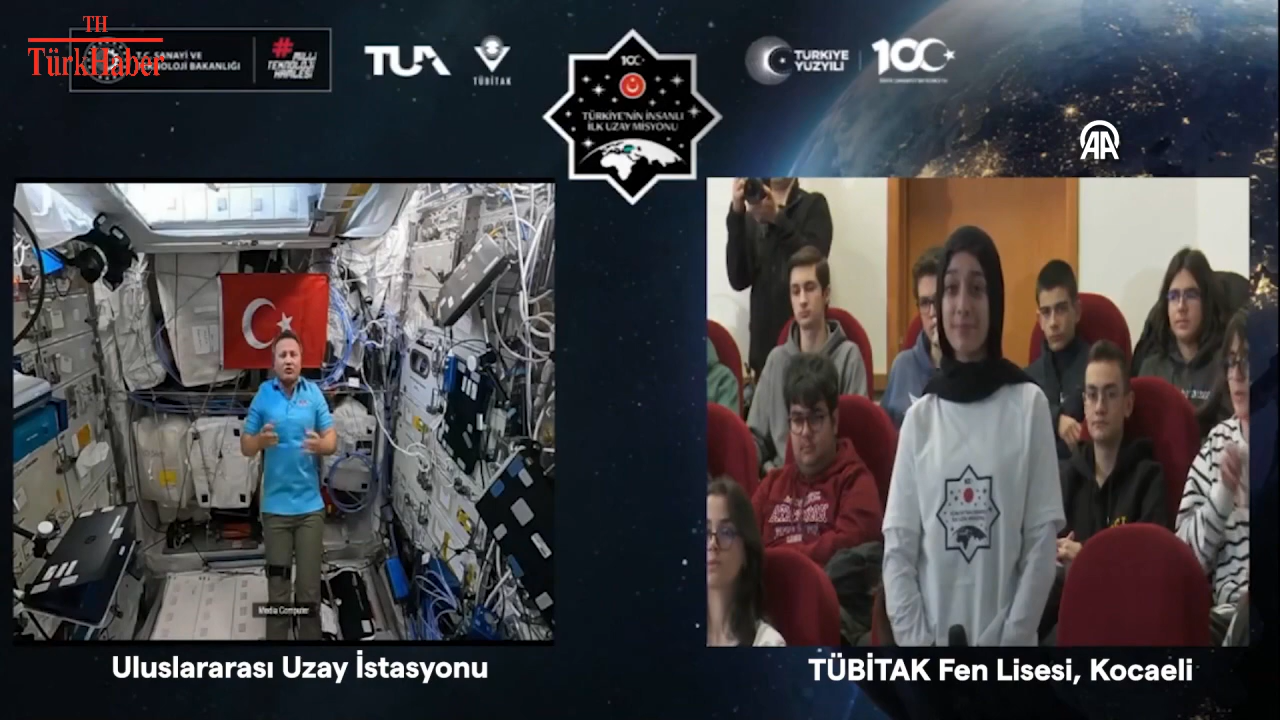 TH
TürkHaber
T.C. SANAYİ VE
TEKNOLOJİ BAKANLIĞI
#
MİLLİ
TEKNOLOJİ
HAMLESİ
TUA
TÜBİTAK
100
TÜRKİYE'NİN İNSANLI
İLK UZAY MİSYONU
TÜRKİYE
YÜZYILI
100
AA
Media Computer
Uluslararası Uzay İstasyonu
TÜBİTAK Fen Lisesi, Kocaeli